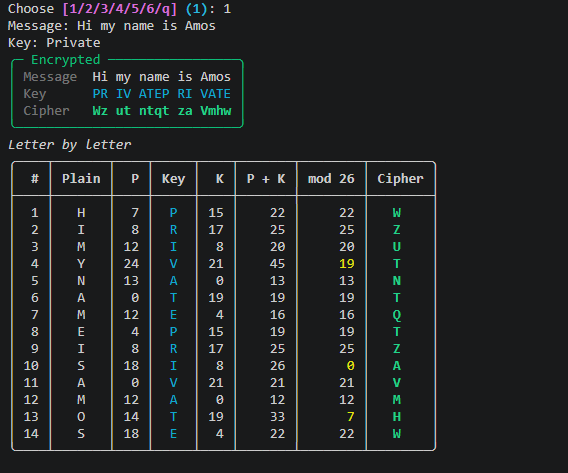 Choose [1/2/3/4/5/6/q] (1): 1
Message: Hi my name is Amos
Key: Private
Encrypted
Message Hi my name is Amos
Key PR IV ATEP RI VATE
Cipher Wz ut ntqt za Vmhw
Letter by letter
# Plain P Key K P + K mod 26 Cipher
1 H 7 P 15 22 22 W
2 I 8 R 17 25 25 Z
3 M 12 I 8 20 20 U
4 Y 24 V 21 45 19 T
5 N 13 A 0 13 13 N
6 A 0 T 19 19 19 T
7 M 12 E 4 16 16 Q
8 E 4 P 15 19 19 T
9 I 8 R 17 25 25 Z
10 S 18 I 8 26 0 A
11 A 0 V 21 21 21 V
12 M 12 A 0 12 12 M
13 O 14 T 19 33 7 H
14 S 18 E 4 22 22 W